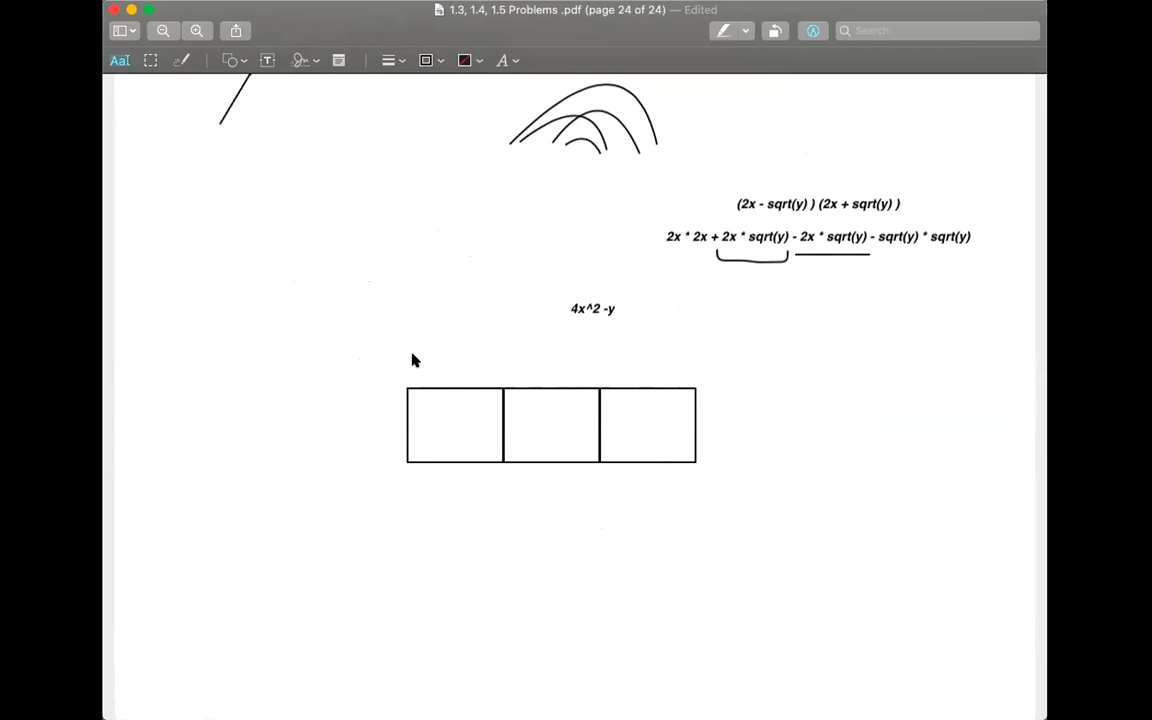 1.3, 1.4, 1.5 Problems .pdf (page 24 of 24) — Edited
Search
AaI T A
(2x - sqrt(y) ) (2x + sqrt(y) )
2x * 2x + 2x * sqrt(y) - 2x * sqrt(y) - sqrt(y) * sqrt(y)
4x^2 -y